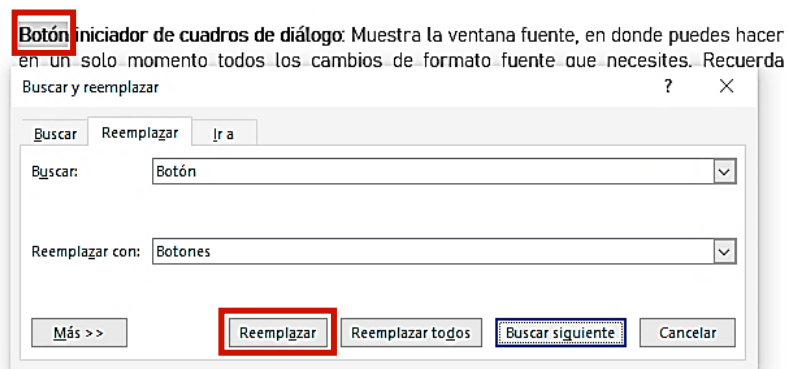 Botón iniciador de cuadros de diálogo: Muestra la ventana fuente, en donde puedes hacer
en un solo momento todos los cambios de formato fuente que necesites. Recuerda
Buscar y reemplazar ? ×
Buscar Reemplazar Ir a
Buscar: Botón
Reemplazar con: Botones
Más >> Reemplazar Reemplazar todos Buscar siguiente Cancelar